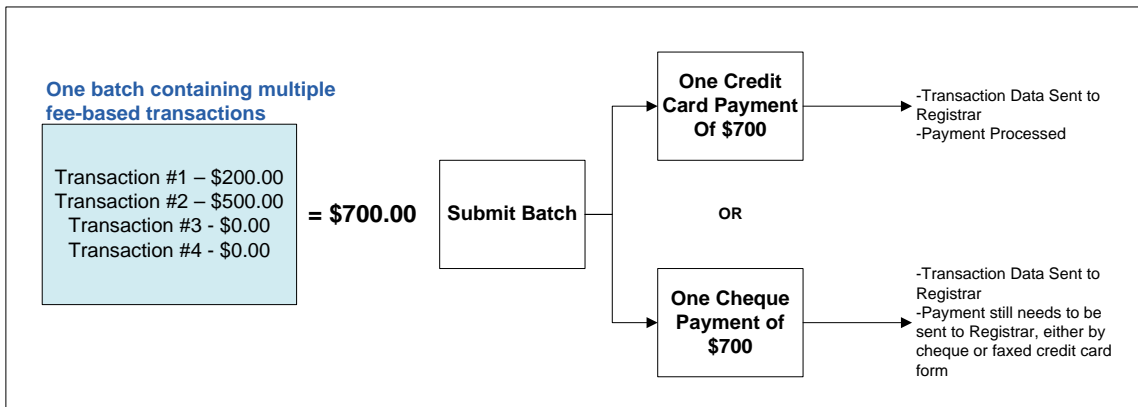 One batch containing multiple
fee-based transactions
Transaction #1 – $200.00
Transaction #2 – $500.00
Transaction #3 - $0.00
Transaction #4 - $0.00
= $700.00
Submit Batch
One Credit
Card Payment
Of $700
-Transaction Data Sent to
Registrar
-Payment Processed
OR
One Cheque
Payment of
$700
-Transaction Data Sent to
Registrar
-Payment still needs to be
sent to Registrar, either by
cheque or faxed credit card
form